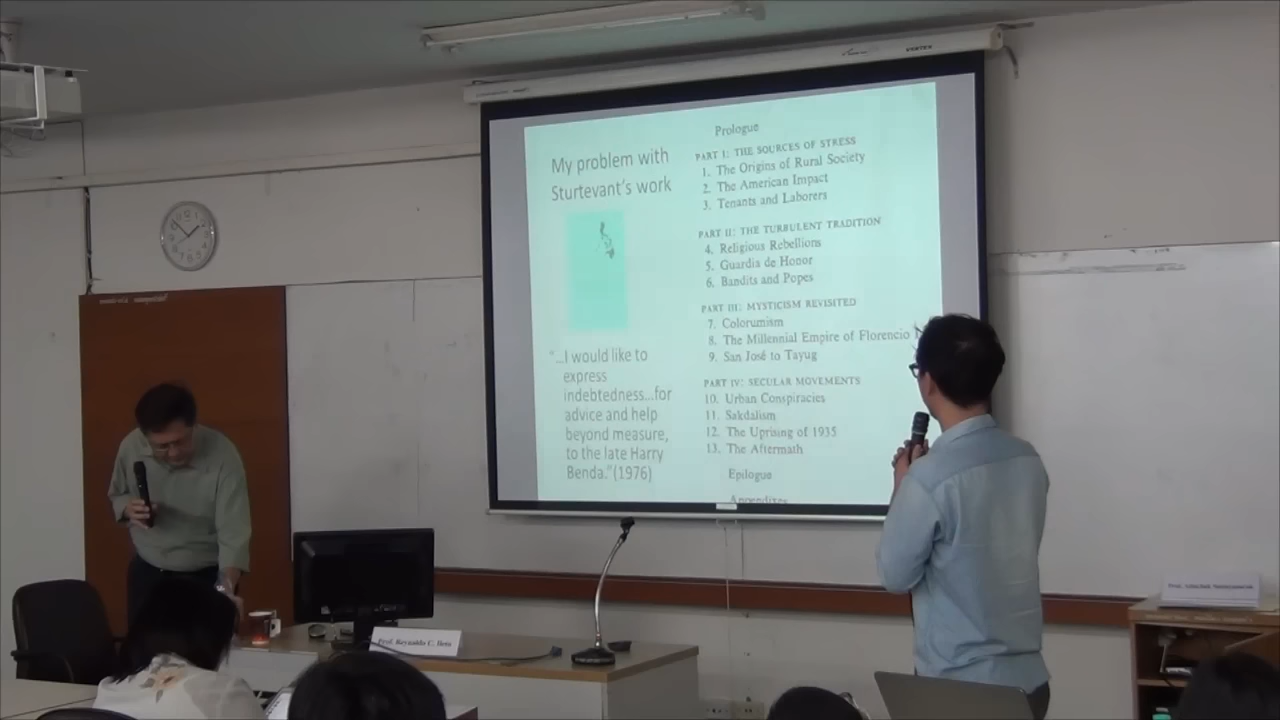 VERTEX
Prologue
My problem with
Sturtevant's work
"...I would like to
express
indebtedness...for
advice and help
beyond measure,
to the late Harry
Benda."(1976)
PART I: THE SOURCES OF STRESS
1. The Origins of Rural Society
2. The American Impact
3. Tenants and Laborers
PART II: THE TURBULENT TRADITION
4. Religious Rebellions
5. Guardia de Honor
6. Bandits and Popes
PART III: MYSTICISM REVISITED
7. Colorumism
8. The Millennial Empire of Florencio
9. San José to Tayug
PART IV: SECULAR MOVEMENTS
10. Urban Conspiracies
11. Sakdalism
12. The Uprising of 1935
13. The Aftermath
Epilogue
Appendixes
Prof. Reynaldo C. Ileto